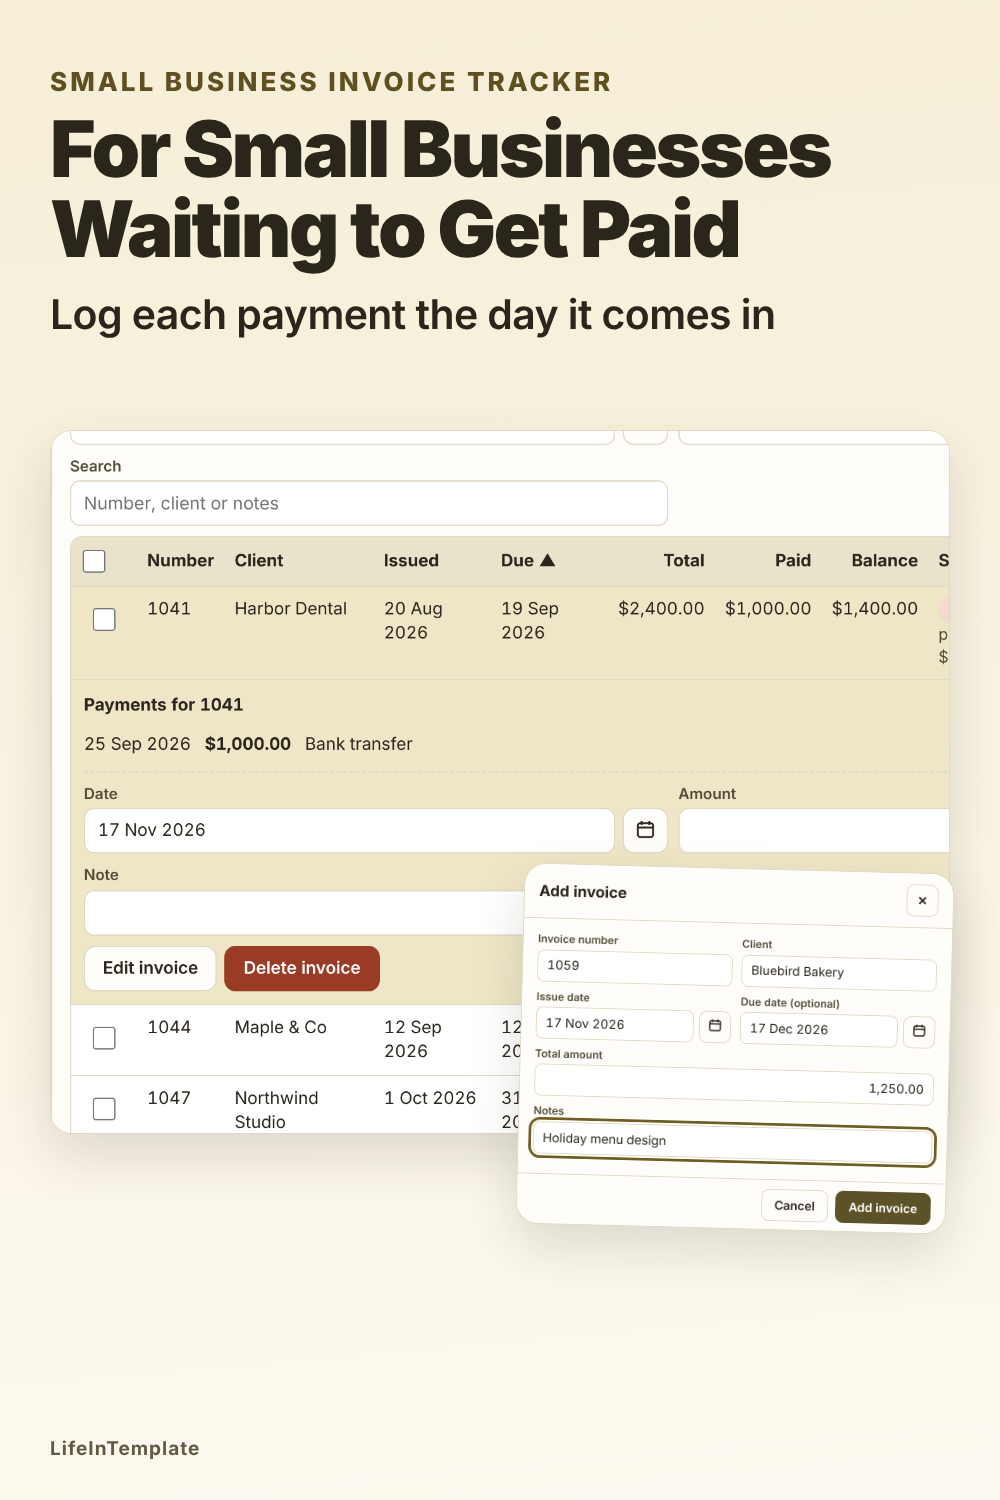 SMALL BUSINESS INVOICE TRACKER
For Small Businesses
Waiting to Get Paid
Log each payment the day it comes in
Search
Number, client or notes
Number Client Issued Due ▲ Total Paid Balance S
1041 Harbor Dental 20 Aug 2026 19 Sep 2026 $2,400.00 $1,000.00 $1,400.00
p
$
Payments for 1041
25 Sep 2026 $1,000.00 Bank transfer
Date Amount
17 Nov 2026
Note
Edit invoice Delete invoice
1044 Maple & Co 12 Sep 2026 12
20
1047 Northwind Studio 1 Oct 2026 31
20
Add invoice ×
Invoice number Client
1059 Bluebird Bakery
Issue date Due date (optional)
17 Nov 2026 17 Dec 2026
Total amount
1,250.00
Notes
Holiday menu design
Cancel Add invoice
LifeInTemplate